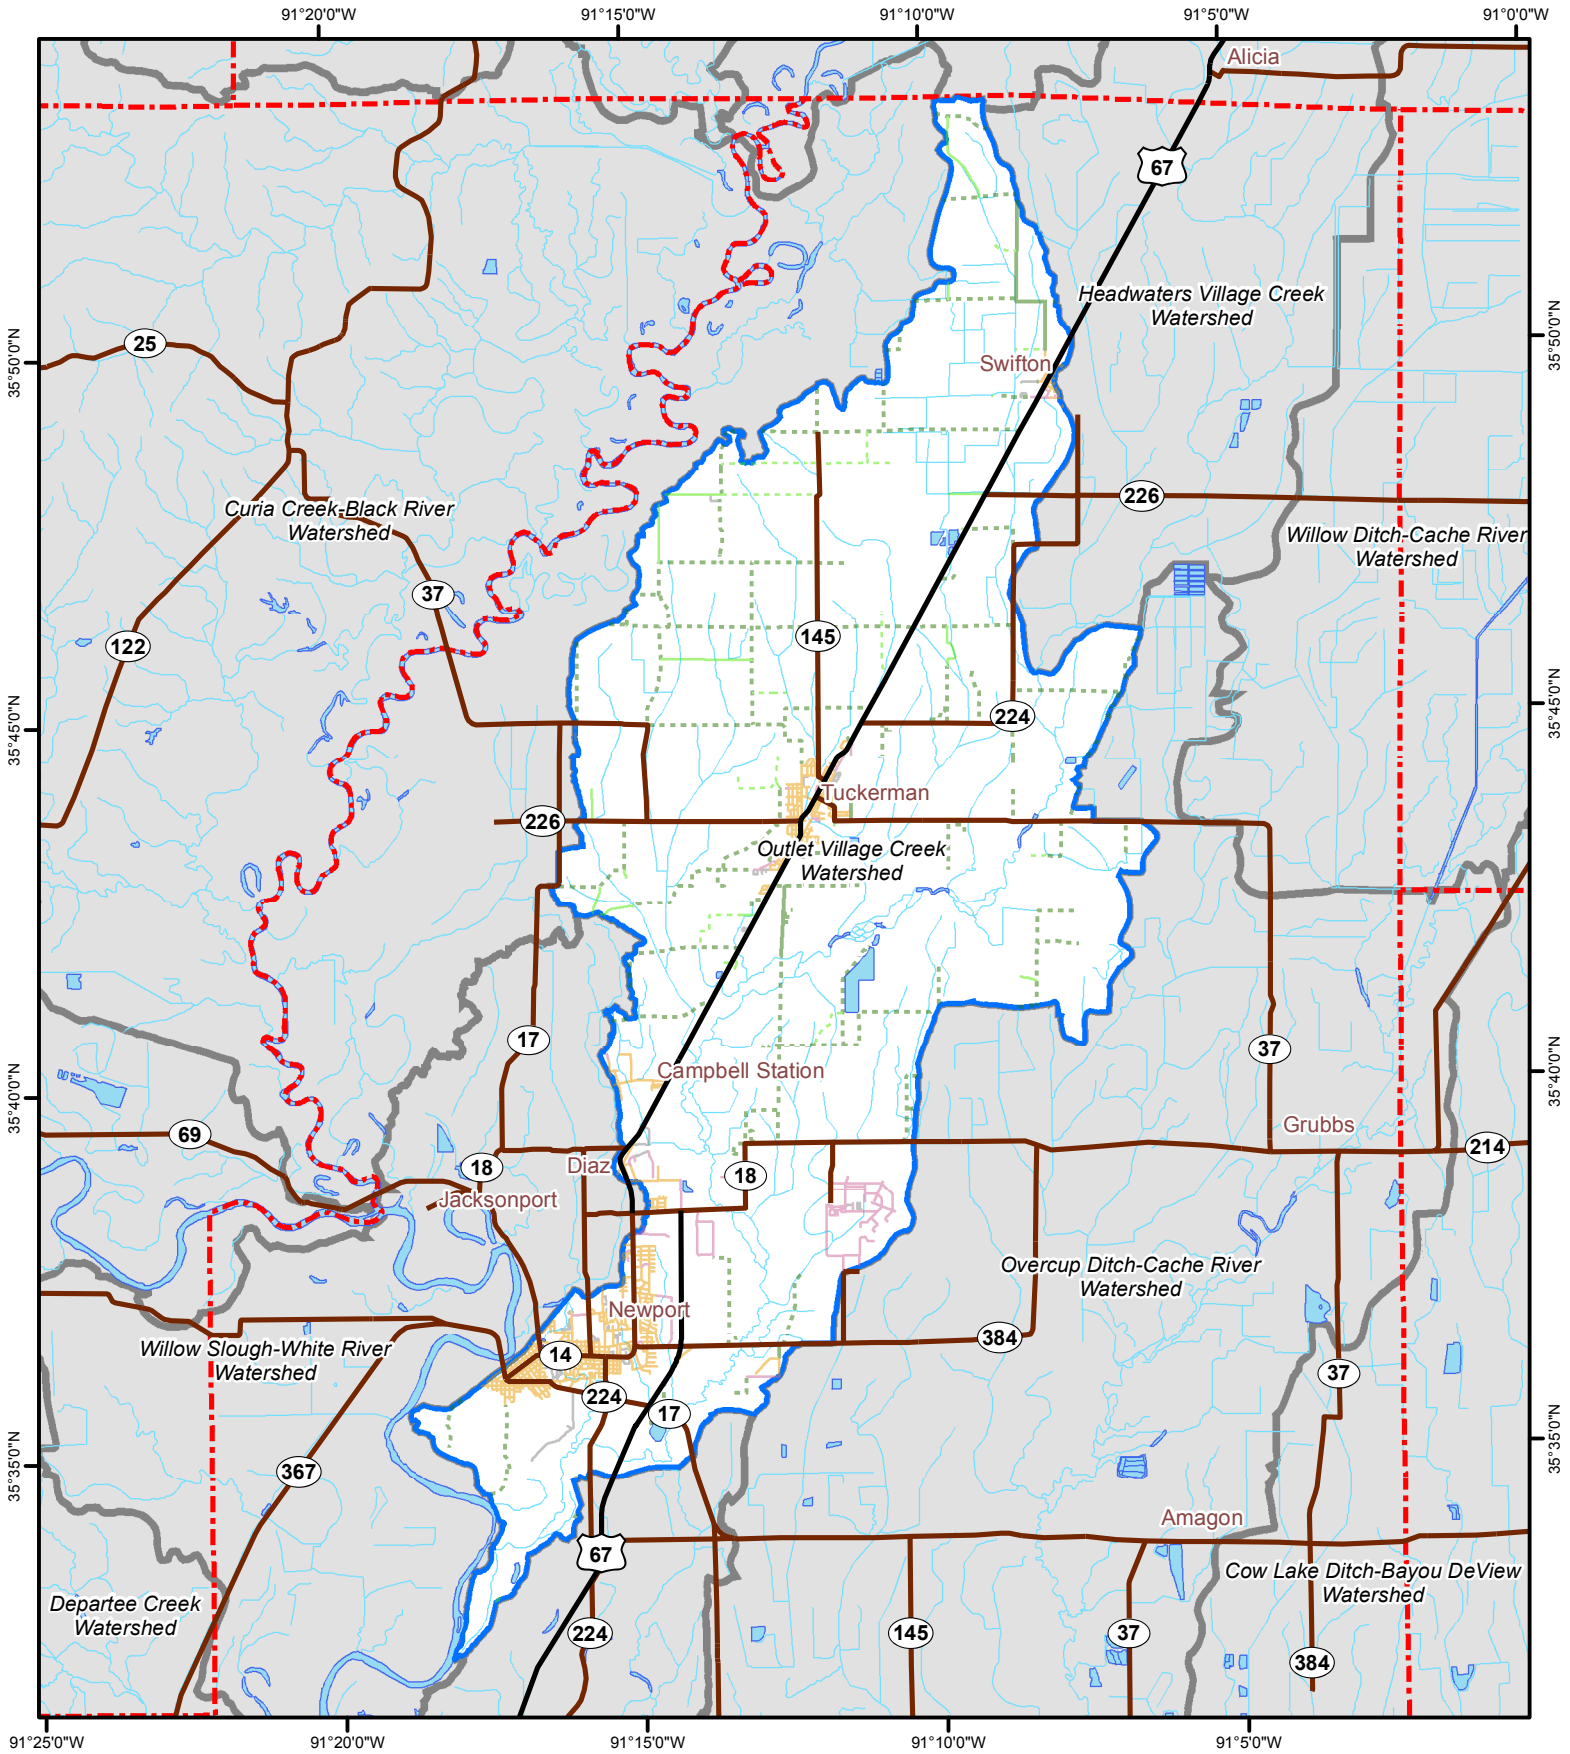 91°20'0"W
91°15'0"W
91°10'0"W
91°5'0"W
91°0'0"W
Alicia
67
Headwaters Village Creek
Watershed
35°50'0"N
35°50'0"N
25
Swifton
226
Curia Creek-Black River
Watershed
Willow Ditch-Cache River
Watershed
37
122
145
35°45'0"N
35°45'0"N
224
Tuckerman
226
Outlet Village Creek
Watershed
17
37
Campbell Station
35°40'0"N
35°40'0"N
69
Grubbs
214
18
Diaz
18
Jacksonport
Overcup Ditch-Cache River
Watershed
Newport
384
Willow Slough-White River
Watershed
14
37
224
17
35°35'0"N
35°35'0"N
367
Amagon
67
Cow Lake Ditch-Bayou DeView
Watershed
Departee Creek
Watershed
224
145
37
384
91°25'0"W
91°20'0"W
91°15'0"W
91°10'0"W
91°5'0"W